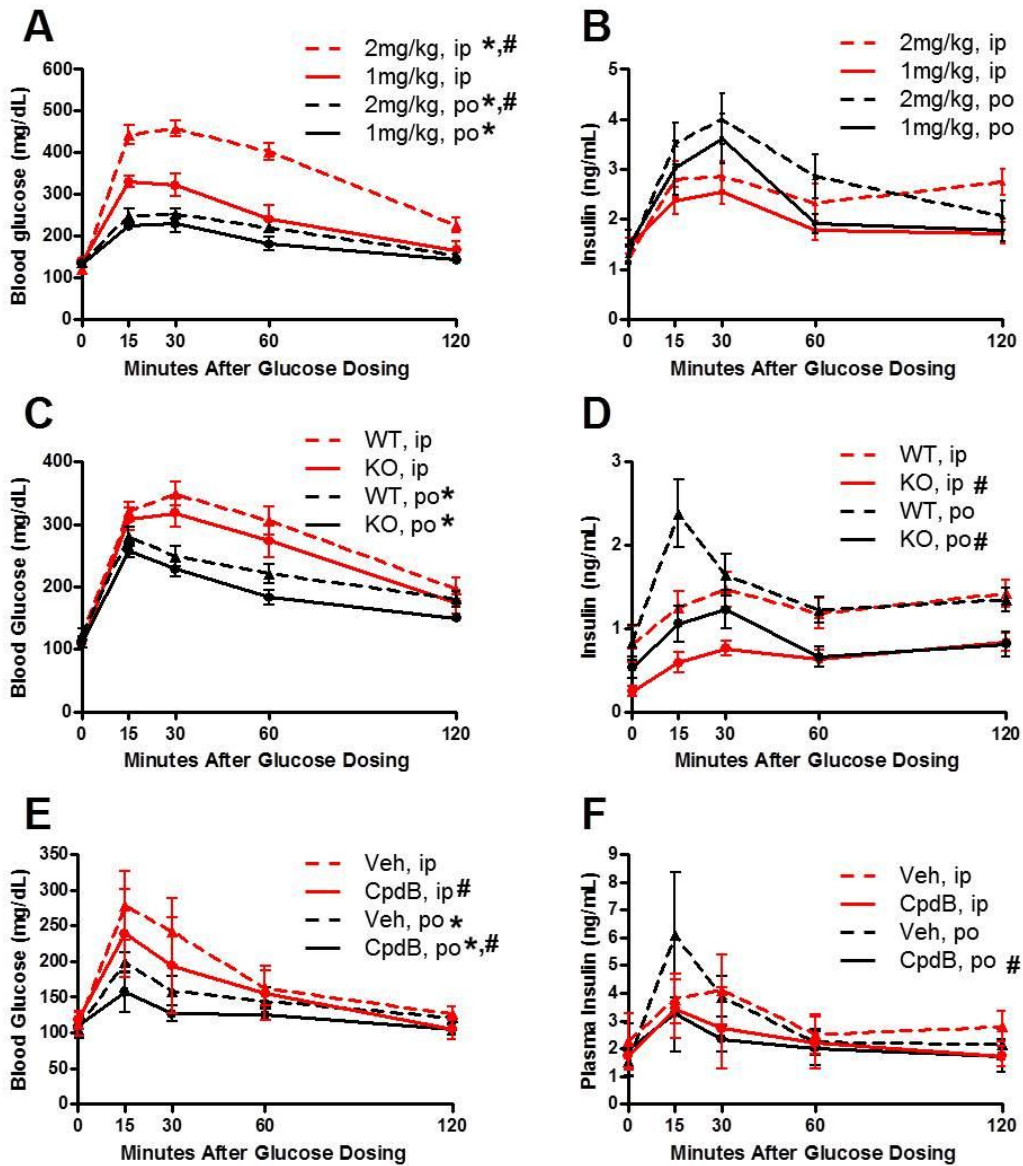 A
2mg/kg, ip *,#
1mg/kg, ip
2mg/kg, po *,#
1mg/kg, po *
Blood glucose (mg/dL)
600
500
400
300
200
100
0
0 15 30 60 120
Minutes After Glucose Dosing
B
2mg/kg, ip
1mg/kg, ip
2mg/kg, po
1mg/kg, po
Insulin (ng/mL)
5
4
3
2
1
0
0 15 30 60 120
Minutes After Glucose Dosing
C
WT, ip
KO, ip
WT, po *
KO, po *
Blood Glucose (mg/dL)
400
300
200
100
0
0 15 30 60 120
Minutes After Glucose Dosing
D
WT, ip
KO, ip #
WT, po
KO, po #
Insulin (ng/mL)
3
2
1
0
0 15 30 60 120
Minutes After Glucose Dosing
E
Veh, ip
CpdB, ip #
Veh, po *
CpdB, po *,#
Blood Glucose (mg/dL)
350
300
250
200
150
100
50
0
0 15 30 60 120
Minutes After Glucose Dosing
F
Veh, ip
CpdB, ip
Veh, po
CpdB, po #
Plasma Insulin (ng/mL)
9
8
7
6
5
4
3
2
1
0
0 15 30 60 120
Minutes After Glucose Dosing